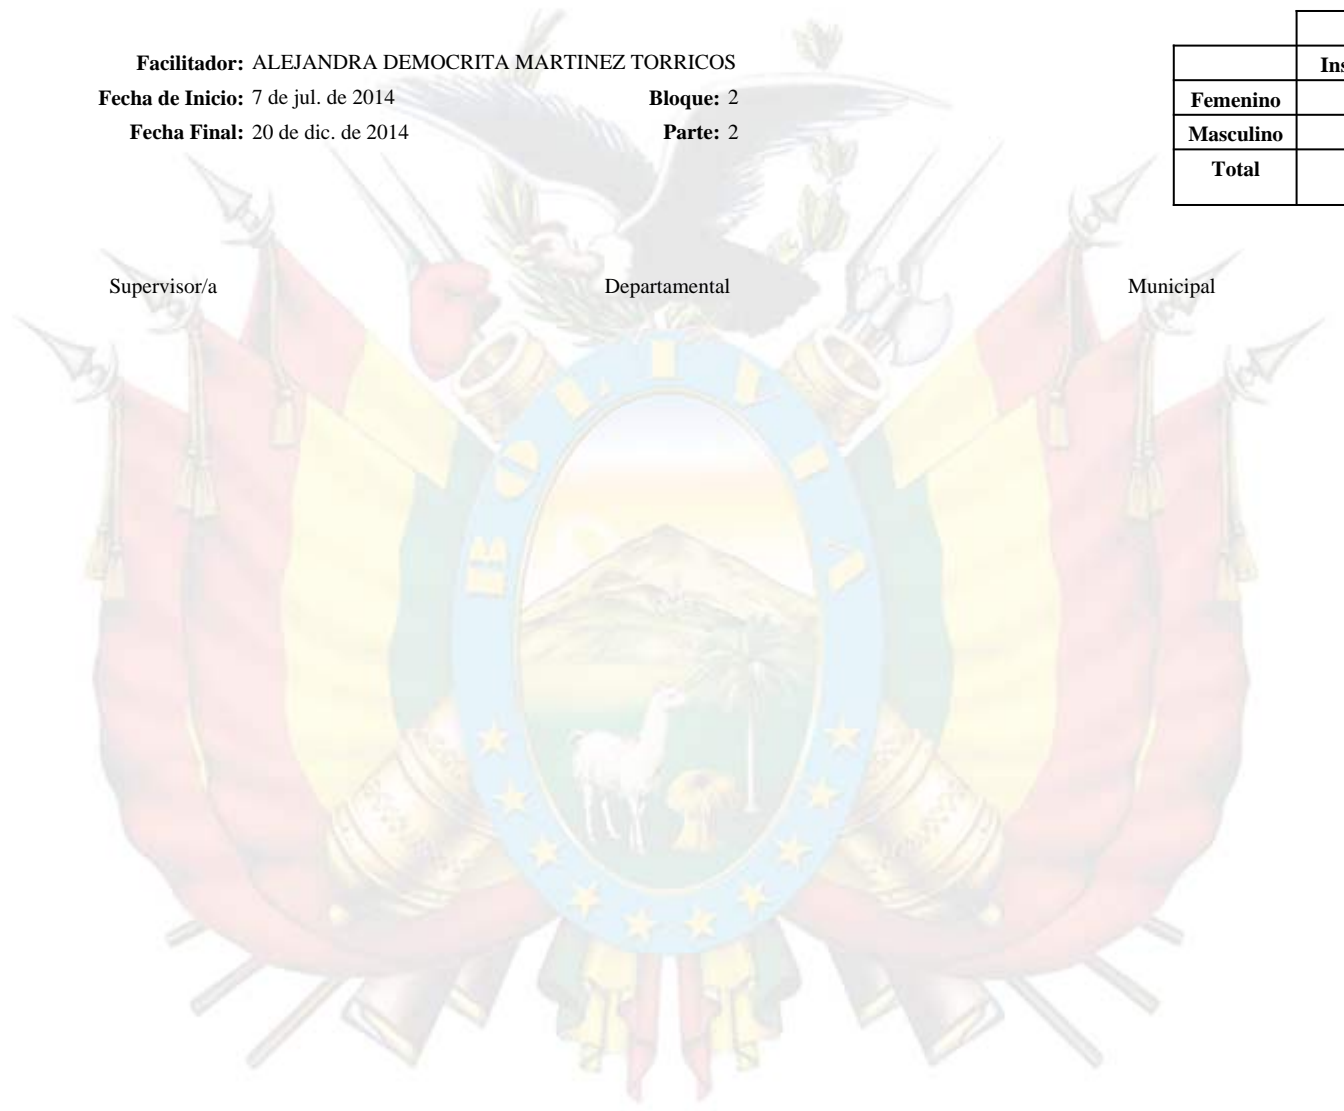 Facilitador: ALEJANDRA DEMOCRITA MARTINEZ TORRICOS
Fecha de Inicio: 7 de jul. de 2014 Bloque: 2
Fecha Final: 20 de dic. de 2014 Parte: 2
Femenino
Masculino
Total
Supervisor/a Departamental Municipal
BOLIVIA